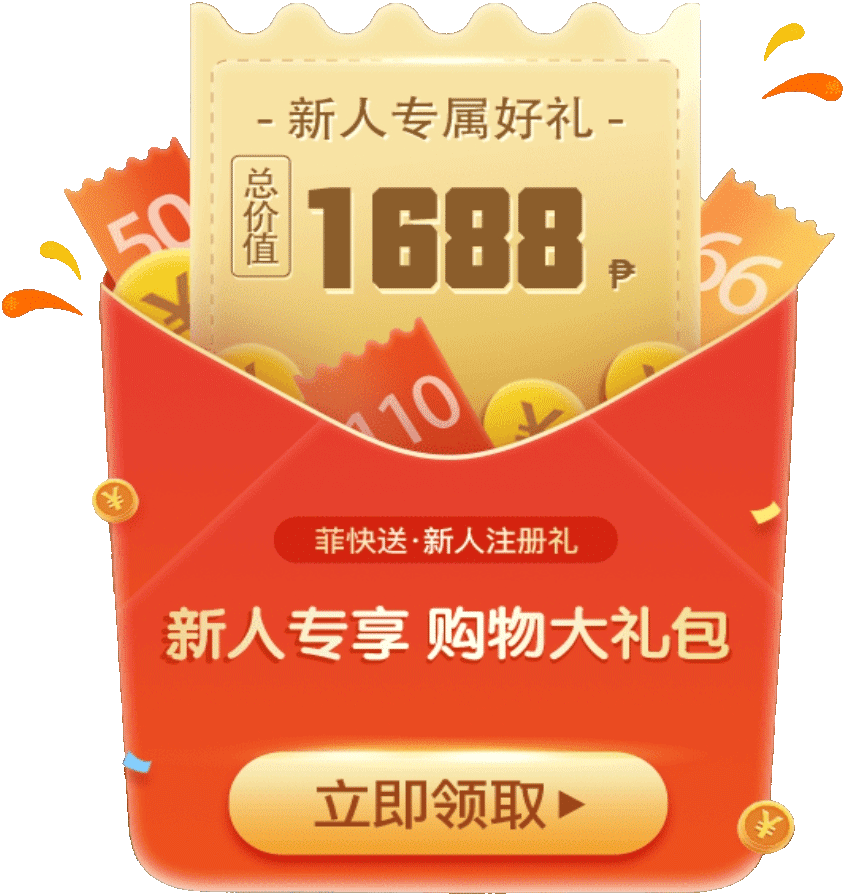 - 新人专属好礼 -
总价值
1688 ₱
50
66
110
菲快送·新人注册礼
新人专享 购物大礼包
立即领取▶